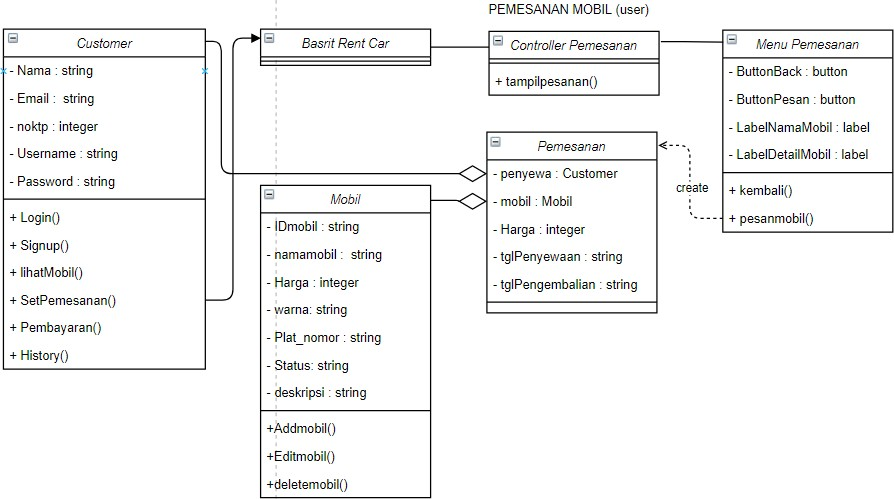 PEMESANAN MOBIL (user)
Customer
- Nama : string
- Email :  string
- noktp : integer
- Username : string
- Password : string
+ Login()
+ Signup()
+ lihatMobil()
+ SetPemesanan()
+ Pembayaran()
+ History()
Basrit Rent Car
Controller Pemesanan
+ tampilpesanan()
Menu Pemesanan
- ButtonBack : button
- ButtonPesan : button
- LabelNamaMobil : label
- LabelDetailMobil : label
+ kembali()
+ pesanmobil()
Pemesanan
- penyewa : Customer
- mobil : Mobil
- Harga : integer
- tglPenyewaan : string
- tglPengembalian : string
create
Mobil
- IDmobil : string
- namamobil :  string
- Harga : integer
- warna: string
- Plat_nomor : string
- Status: string
- deskripsi : string
+Addmobil()
+Editmobil()
+deletemobil()